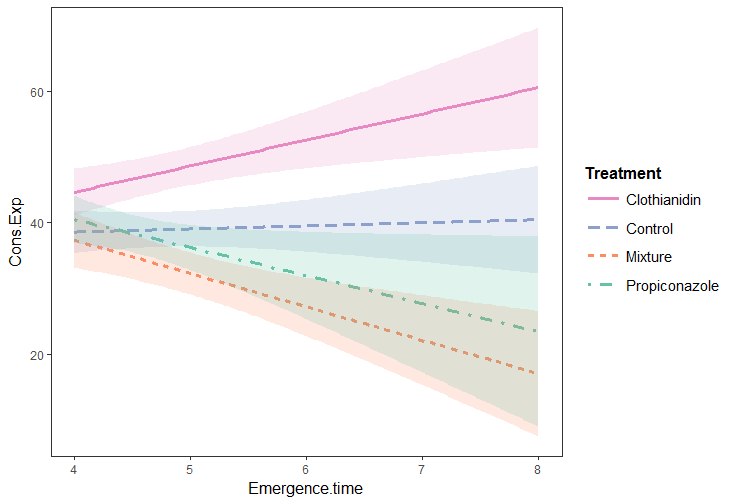 Cons.Exp
60
40
20
4 5 6 7 8
Emergence.time
Treatment
Clothianidin
Control
Mixture
Propiconazole